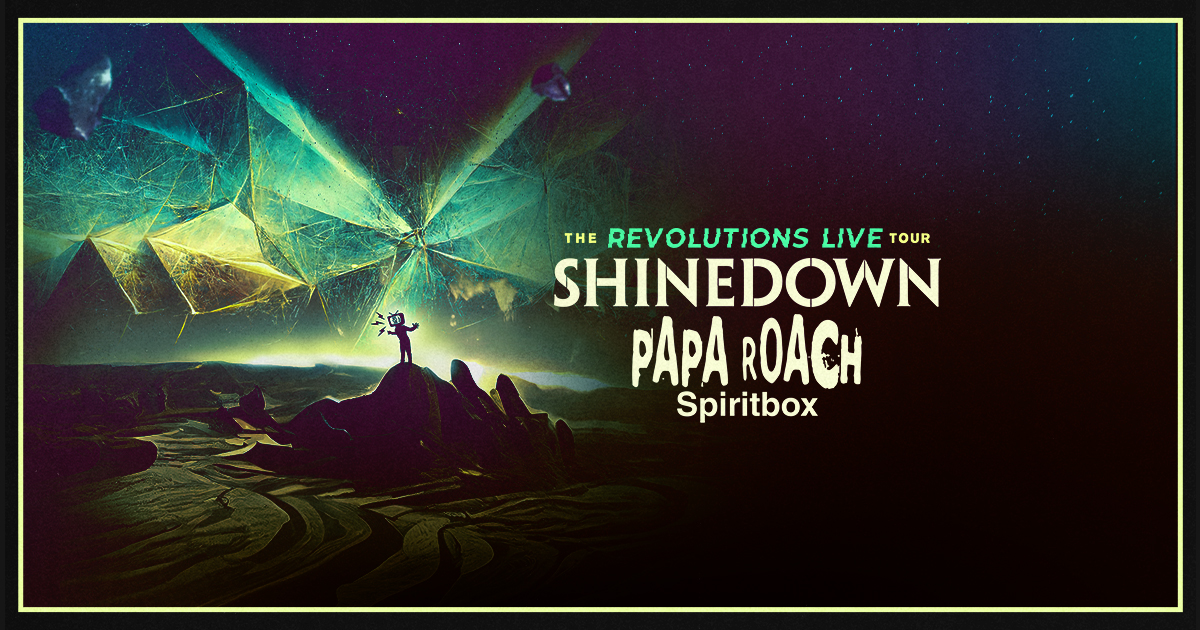 THE REVOLUTIONS LIVE TOUR
SHINEDOWN
PAPA ROACH
Spiritbox